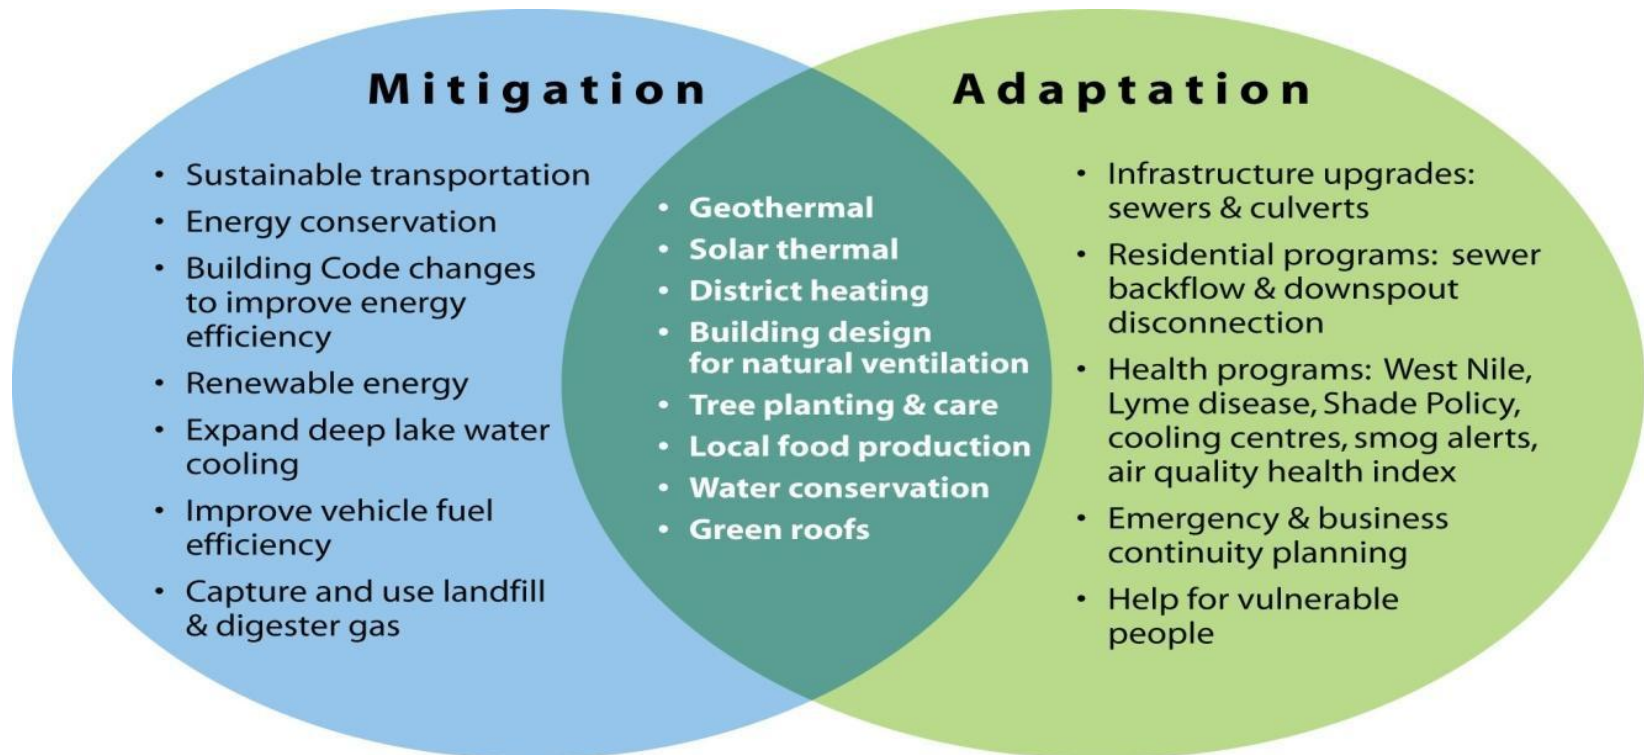 Mitigation
• Sustainable transportation
• Energy conservation
• Building Code changes
to improve energy
efficiency
• Renewable energy
• Expand deep lake water
cooling
• Improve vehicle fuel
efficiency
• Capture and use landfill
& digester gas
• Geothermal
• Solar thermal
• District heating
• Building design
for natural ventilation
• Tree planting & care
• Local food production
• Water conservation
• Green roofs
Adaptation
• Infrastructure upgrades:
sewers & culverts
• Residential programs: sewer
backflow & downspout
disconnection
• Health programs: West Nile,
Lyme disease, Shade Policy,
cooling centres, smog alerts,
air quality health index
• Emergency & business
continuity planning
• Help for vulnerable
people